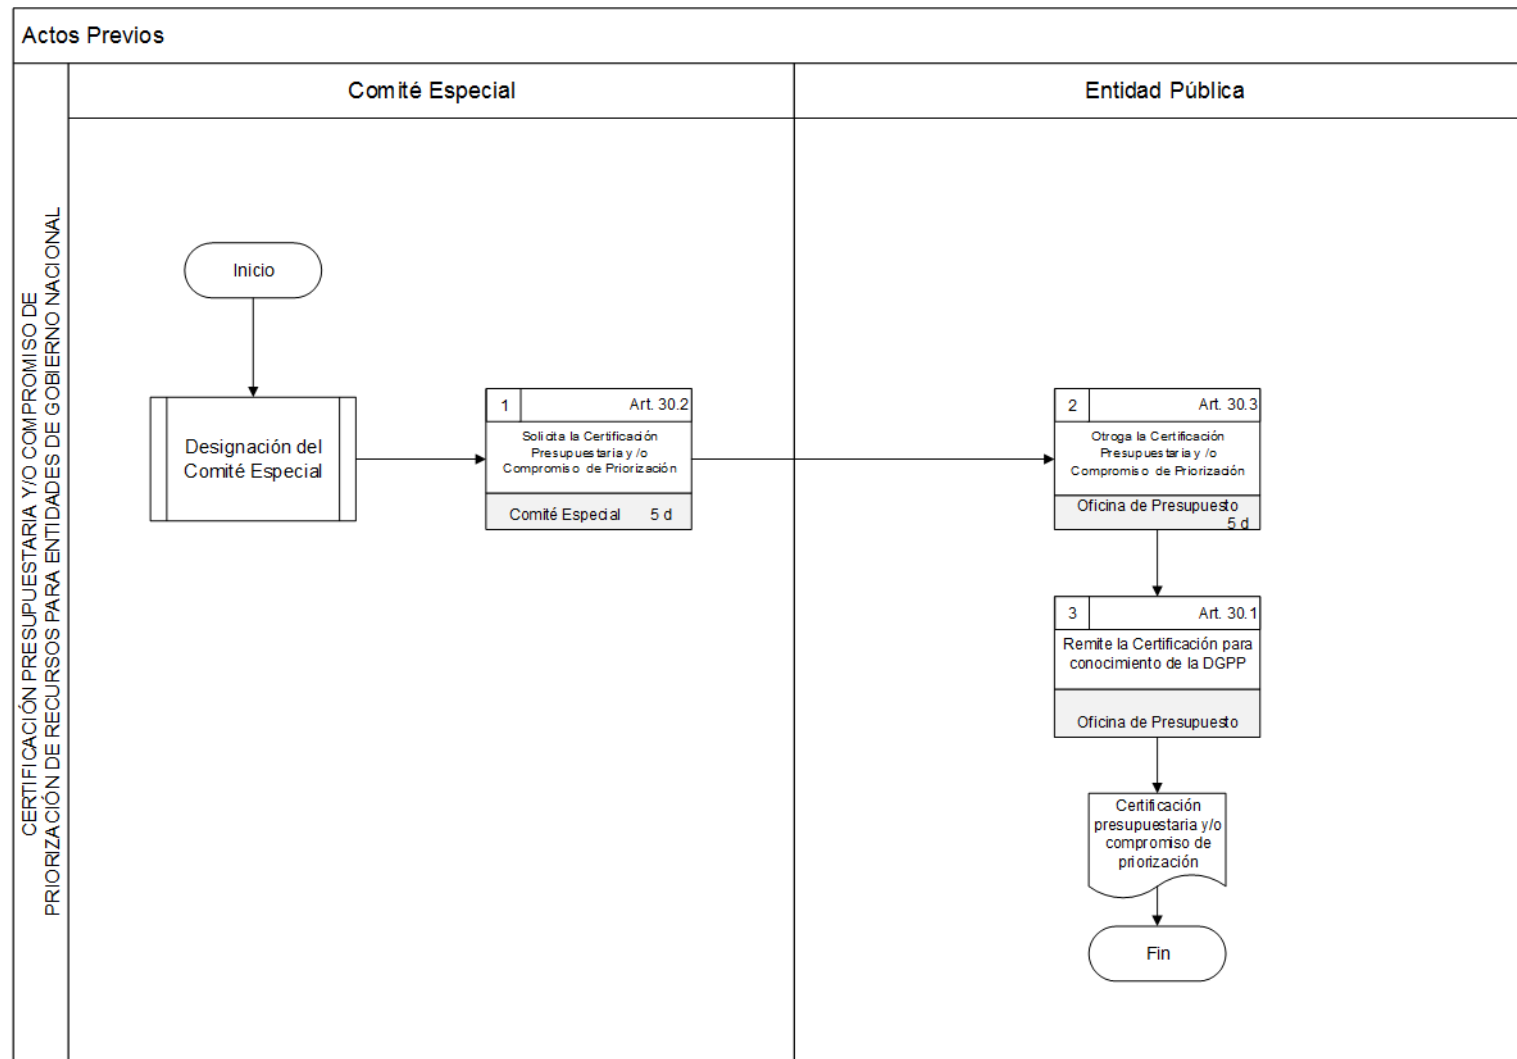 Actos Previos
Comité Especial
Entidad Pública
CERTIFICACIÓN PRESUPUESTARIA Y/O COMPROMISO DE
PRIORIZACIÓN DE RECURSOS PARA ENTIDADES DE GOBIERNO NACIONAL
Inicio
Designación del
Comité Especial
1 Art. 30.2
Solicita la Certificación
Presupuestaria y /o
Compromiso de Priorización
Comité Especial 5 d
2 Art. 30.3
Otroga la Certificación
Presupuestaria y /o
Compromiso de Priorización
Oficina de Presupuesto
5 d
3 Art. 30.1
Remite la Certificación para
conocimiento de la DGPP
Oficina de Presupuesto
Certificación
presupuestaria y/o
compromiso de
priorización
Fin